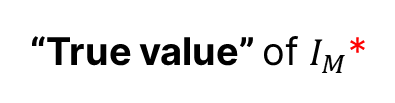 “True value” of I_M*